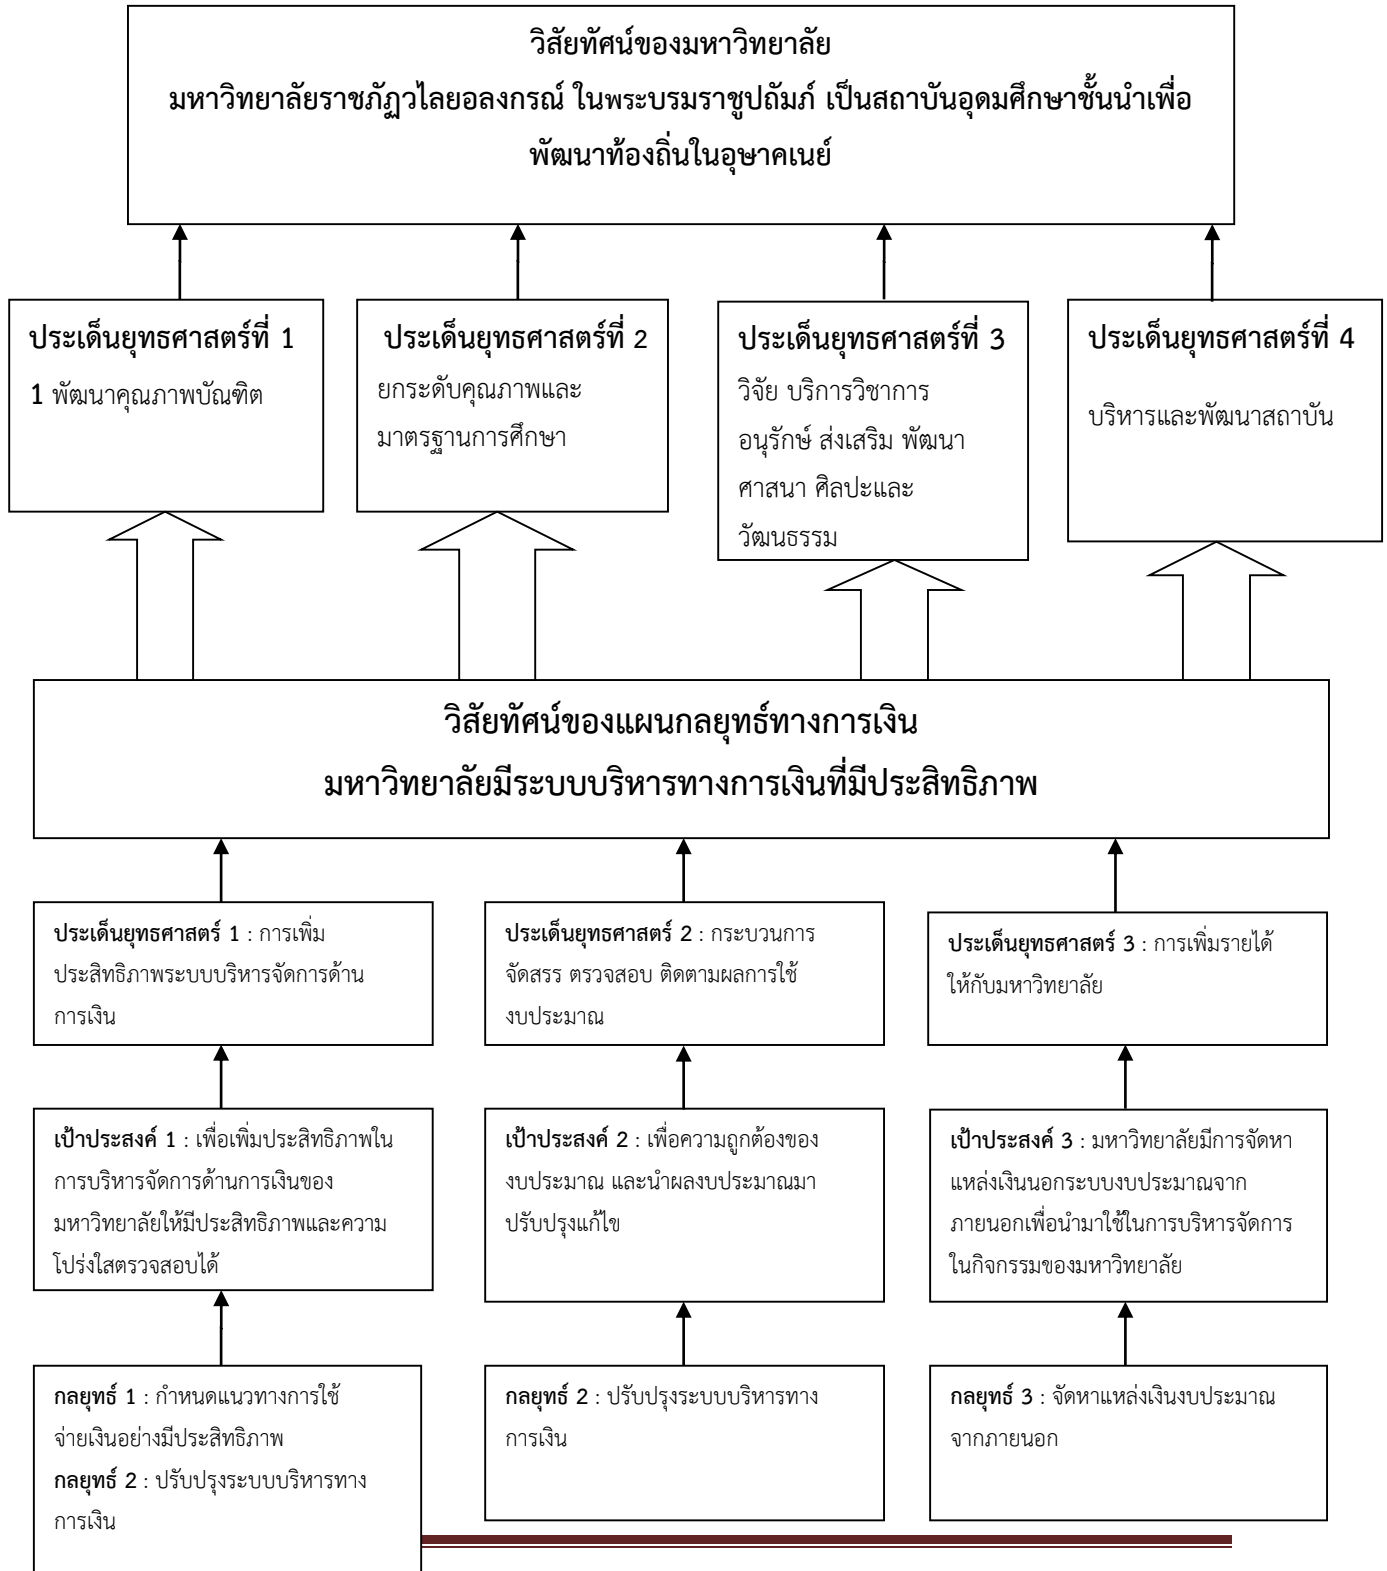 วิสัยทัศน์ของมหาวิทยาลัย
มหาวิทยาลัยราชภัฏวไลยอลงกรณ์ ในพระบรมราชูปถัมภ์ เป็นสถาบันอุดมศึกษาชั้นนำเพื่อ
พัฒนาท้องถิ่นในอุษาคเนย์
ประเด็นยุทธศาสตร์ที่ 1
1 พัฒนาคุณภาพบัณฑิต
ประเด็นยุทธศาสตร์ที่ 2
ยกระดับคุณภาพและ
มาตรฐานการศึกษา
ประเด็นยุทธศาสตร์ที่ 3
วิจัย บริการวิชาการ
อนุรักษ์ ส่งเสริม พัฒนา
ศาสนา ศิลปะและ
วัฒนธรรม
ประเด็นยุทธศาสตร์ที่ 4
บริหารและพัฒนาสถาบัน
วิสัยทัศน์ของแผนกลยุทธ์ทางการเงิน
มหาวิทยาลัยมีระบบบริหารทางการเงินที่มีประสิทธิภาพ
ประเด็นยุทธศาสตร์ 1 : การเพิ่ม
ประสิทธิภาพระบบบริหารจัดการด้าน
การเงิน
ประเด็นยุทธศาสตร์ 2 : กระบวนการ
จัดสรร ตรวจสอบ ติดตามผลการใช้
งบประมาณ
ประเด็นยุทธศาสตร์ 3 : การเพิ่มรายได้
ให้กับมหาวิทยาลัย
เป้าประสงค์ 1 : เพื่อเพิ่มประสิทธิภาพใน
การบริหารจัดการด้านการเงินของ
มหาวิทยาลัยให้มีประสิทธิภาพและความ
โปร่งใสตรวจสอบได้
เป้าประสงค์ 2 : เพื่อความถูกต้องของ
งบประมาณ และนำผลงบประมาณมา
ปรับปรุงแก้ไข
เป้าประสงค์ 3 : มหาวิทยาลัยมีการจัดหา
แหล่งเงินนอกระบบงบประมาณจาก
ภายนอกเพื่อนำมาใช้ในการบริหารจัดการ
ในกิจกรรมของมหาวิทยาลัย
กลยุทธ์ 1 : กำหนดแนวทางการใช้
จ่ายเงินอย่างมีประสิทธิภาพ
กลยุทธ์ 2 : ปรับปรุงระบบบริหารทาง
การเงิน
กลยุทธ์ 2 : ปรับปรุงระบบบริหารทาง
การเงิน
กลยุทธ์ 3 : จัดหาแหล่งเงินงบประมาณ
จากภายนอก